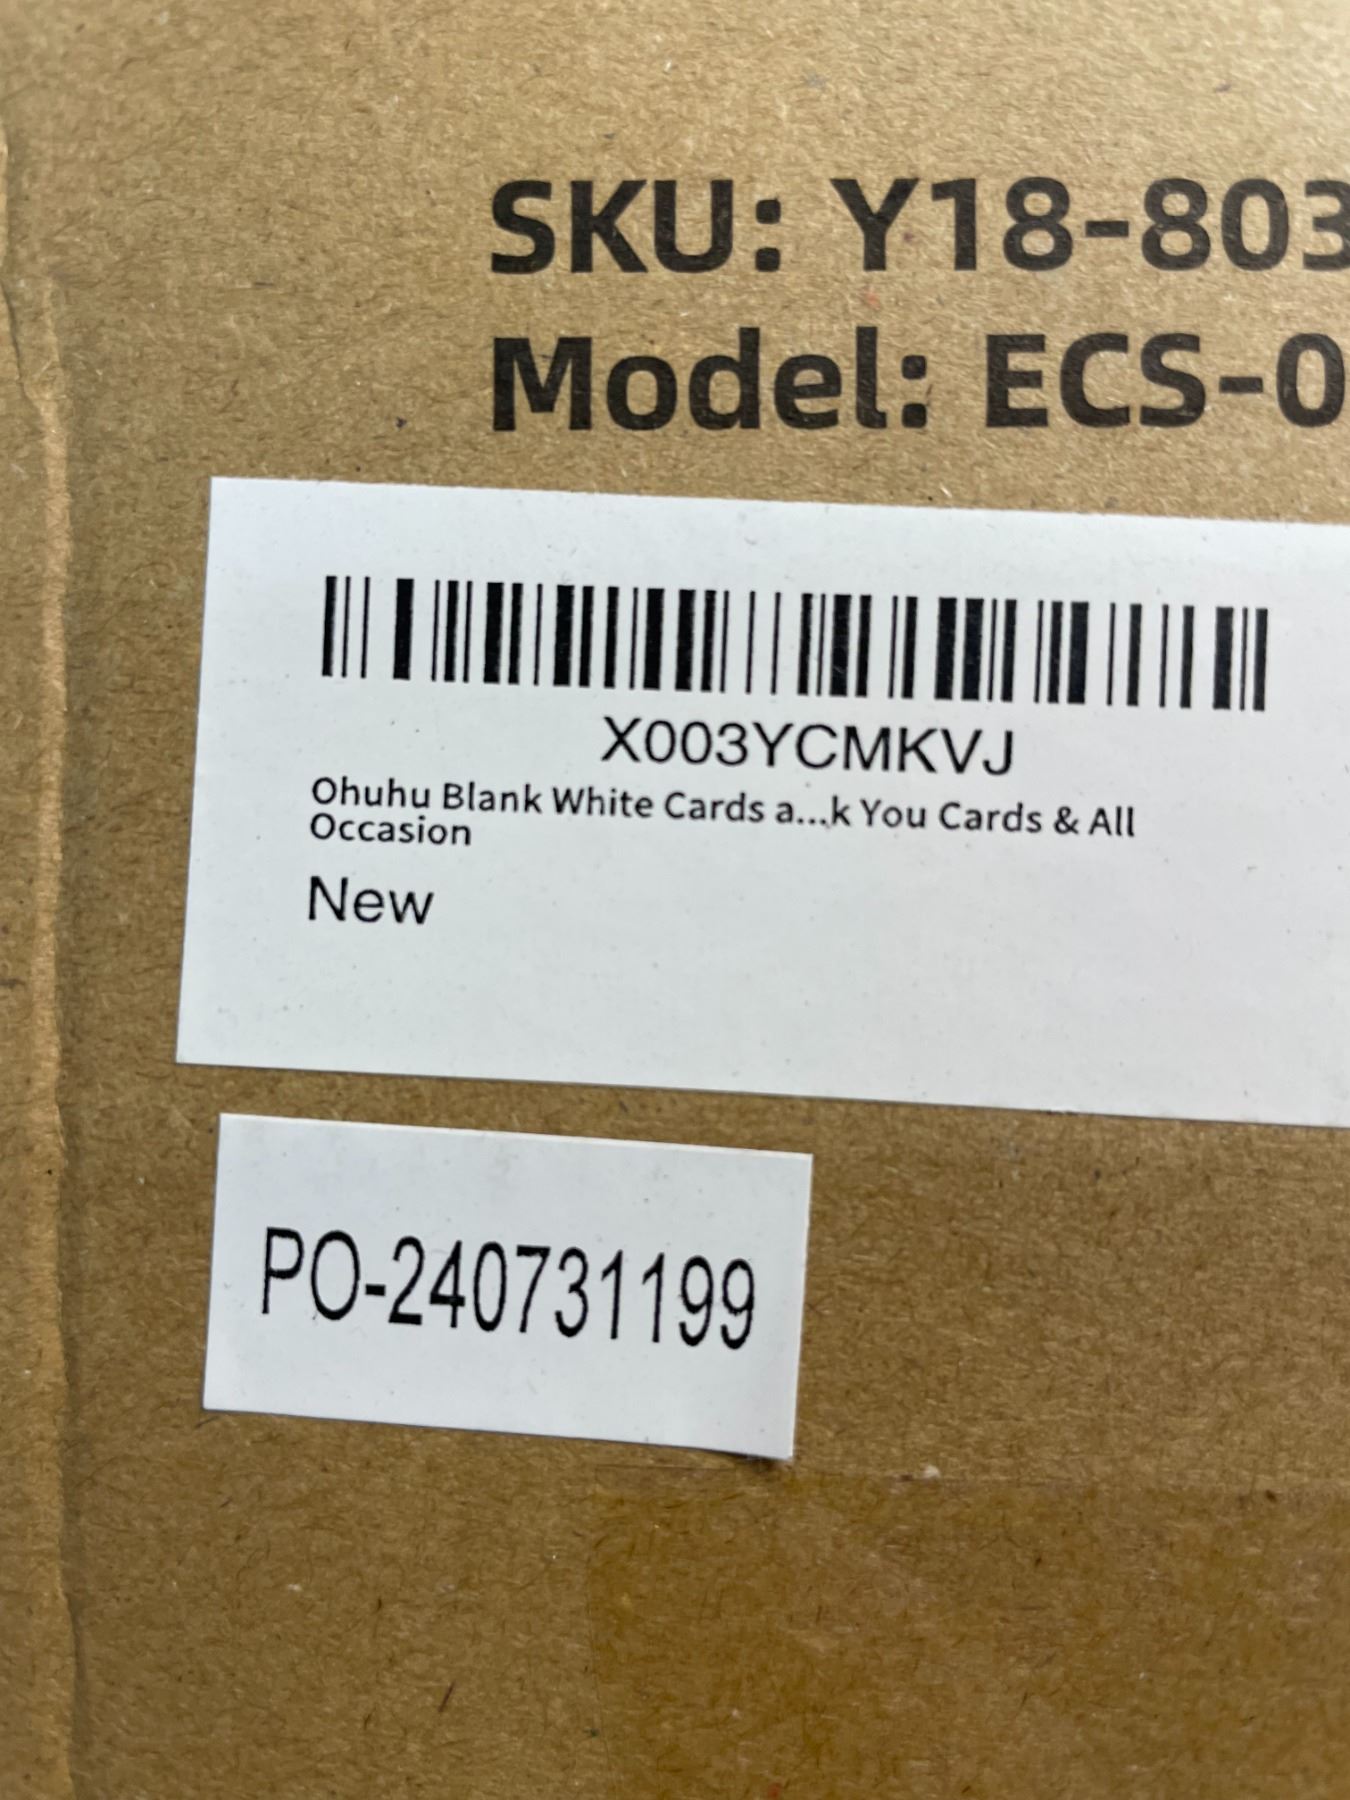 SKU: Y18-803
Model: ECS-0
X003YCMKVJ
Ohuhu Blank White Cards a...k You Cards & All
Occasion
New
PO-240731199